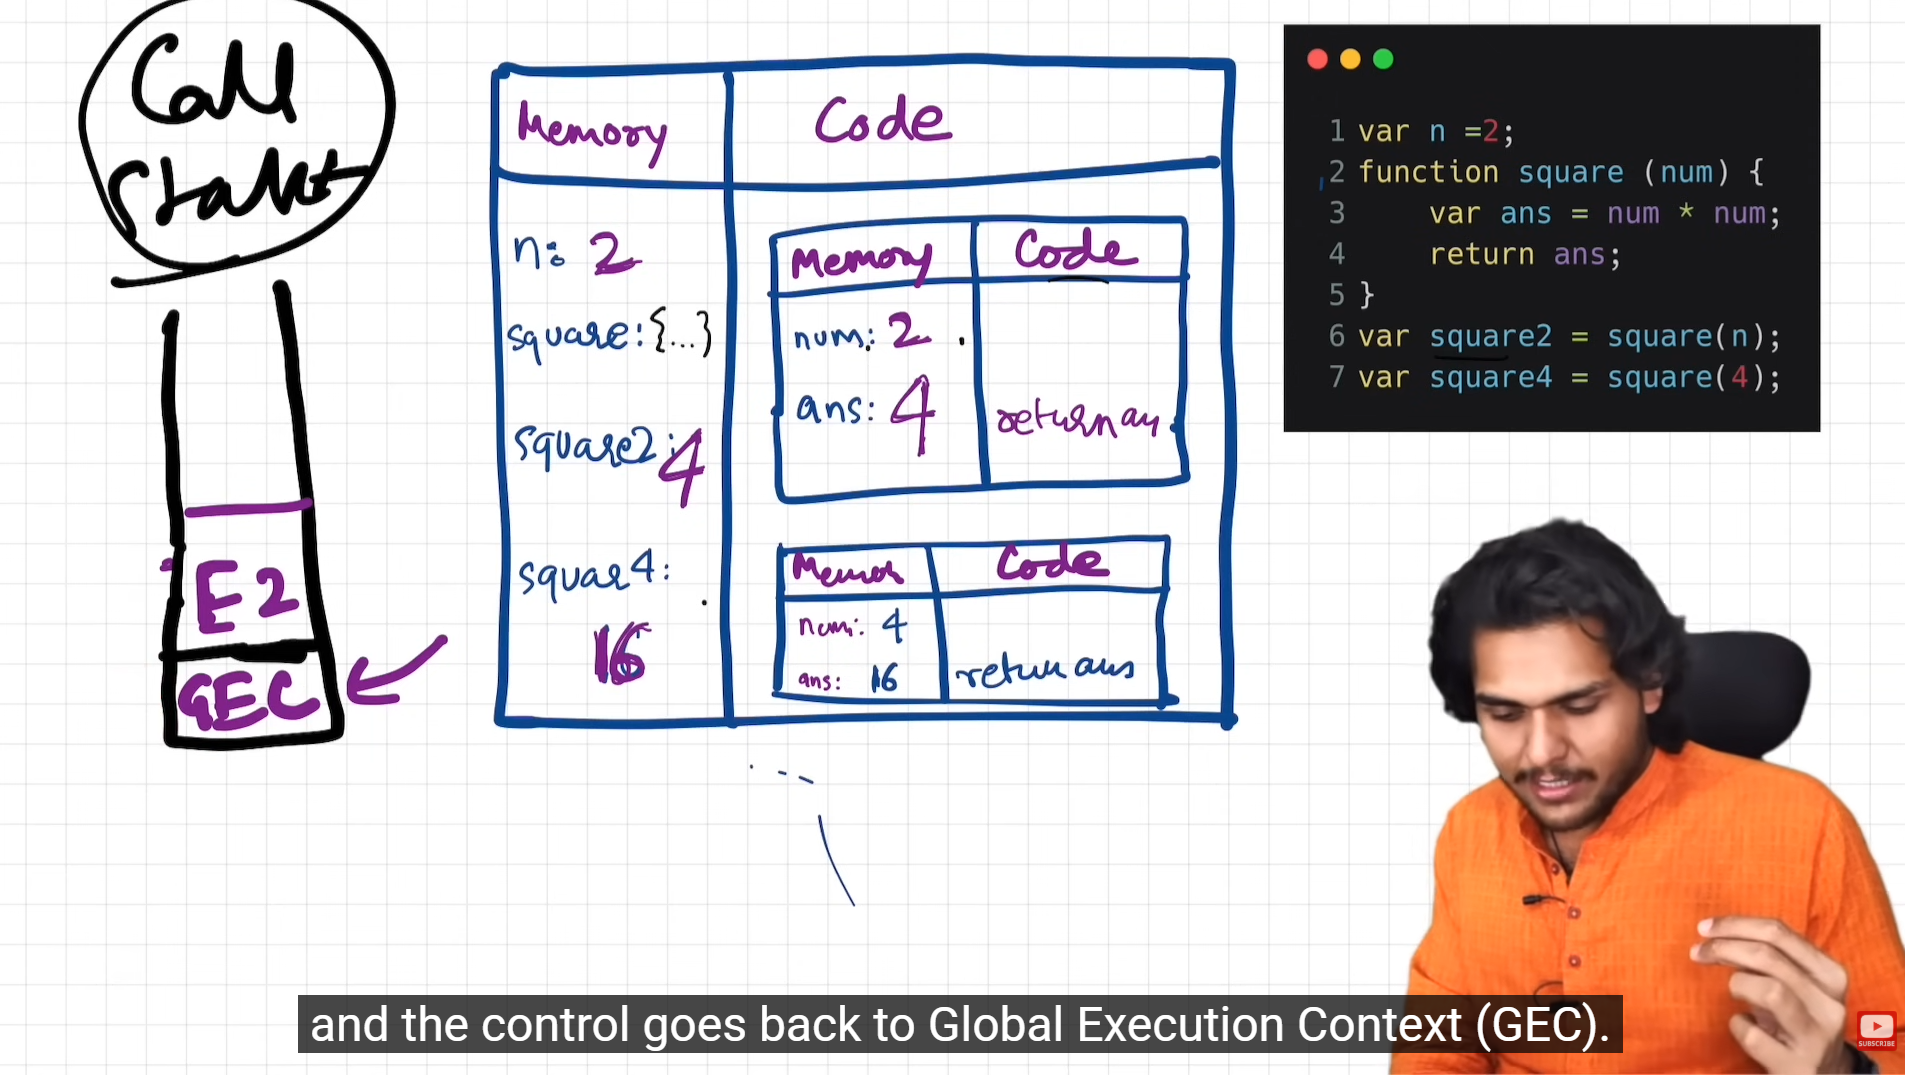 Call
Stack
E2
GEC
Memory
Code
n: 2
square: {...}
square2: 4
squar4:
16
Memory
Code
num: 2
ans: 4
return an
Memor
Code
num: 4
ans: 16
return ans
1 var n =2;
2 function square (num) {
3 var ans = num * num;
4 return ans;
5 }
6 var square2 = square(n);
7 var square4 = square(4);
and the control goes back to Global Execution Context (GEC).
SUBSCRIBE